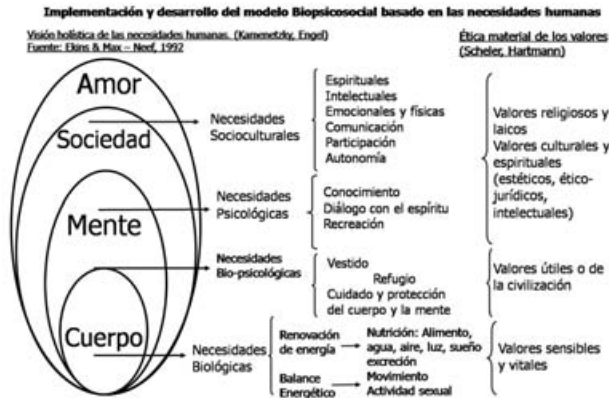 Implementación y desarrollo del modelo Biopsicosocial basado en las necesidades humanas
Visión holística de las necesidades humanas. (Kamenetzky, Engel)
Fuente: Ekins & Max – Neef, 1992
Ética material de los valores
(Scheler, Hartmann)
Amor
Sociedad
Mente
Cuerpo
Necesidades
Socioculturales
Espirituales
Intelectuales
Emocionales y físicas
Comunicación
Participación
Autonomía
Valores religiosos y
laicos
Valores culturales y
espirituales
(estéticos, ético-
jurídicos,
intelectuales)
Necesidades
Psicológicas
Conocimiento
Diálogo con el espíritu
Recreación
Necesidades
Bio-psicológicas
Vestido
Refugio
Cuidado y protección
del cuerpo y la mente
Valores útiles o de
la civilización
Necesidades
Biológicas
Renovación
de energía
Nutrición: Alimento,
agua, aire, luz, sueño
excreción
Balance
Energético
Movimiento
Actividad sexual
Valores sensibles
y vitales